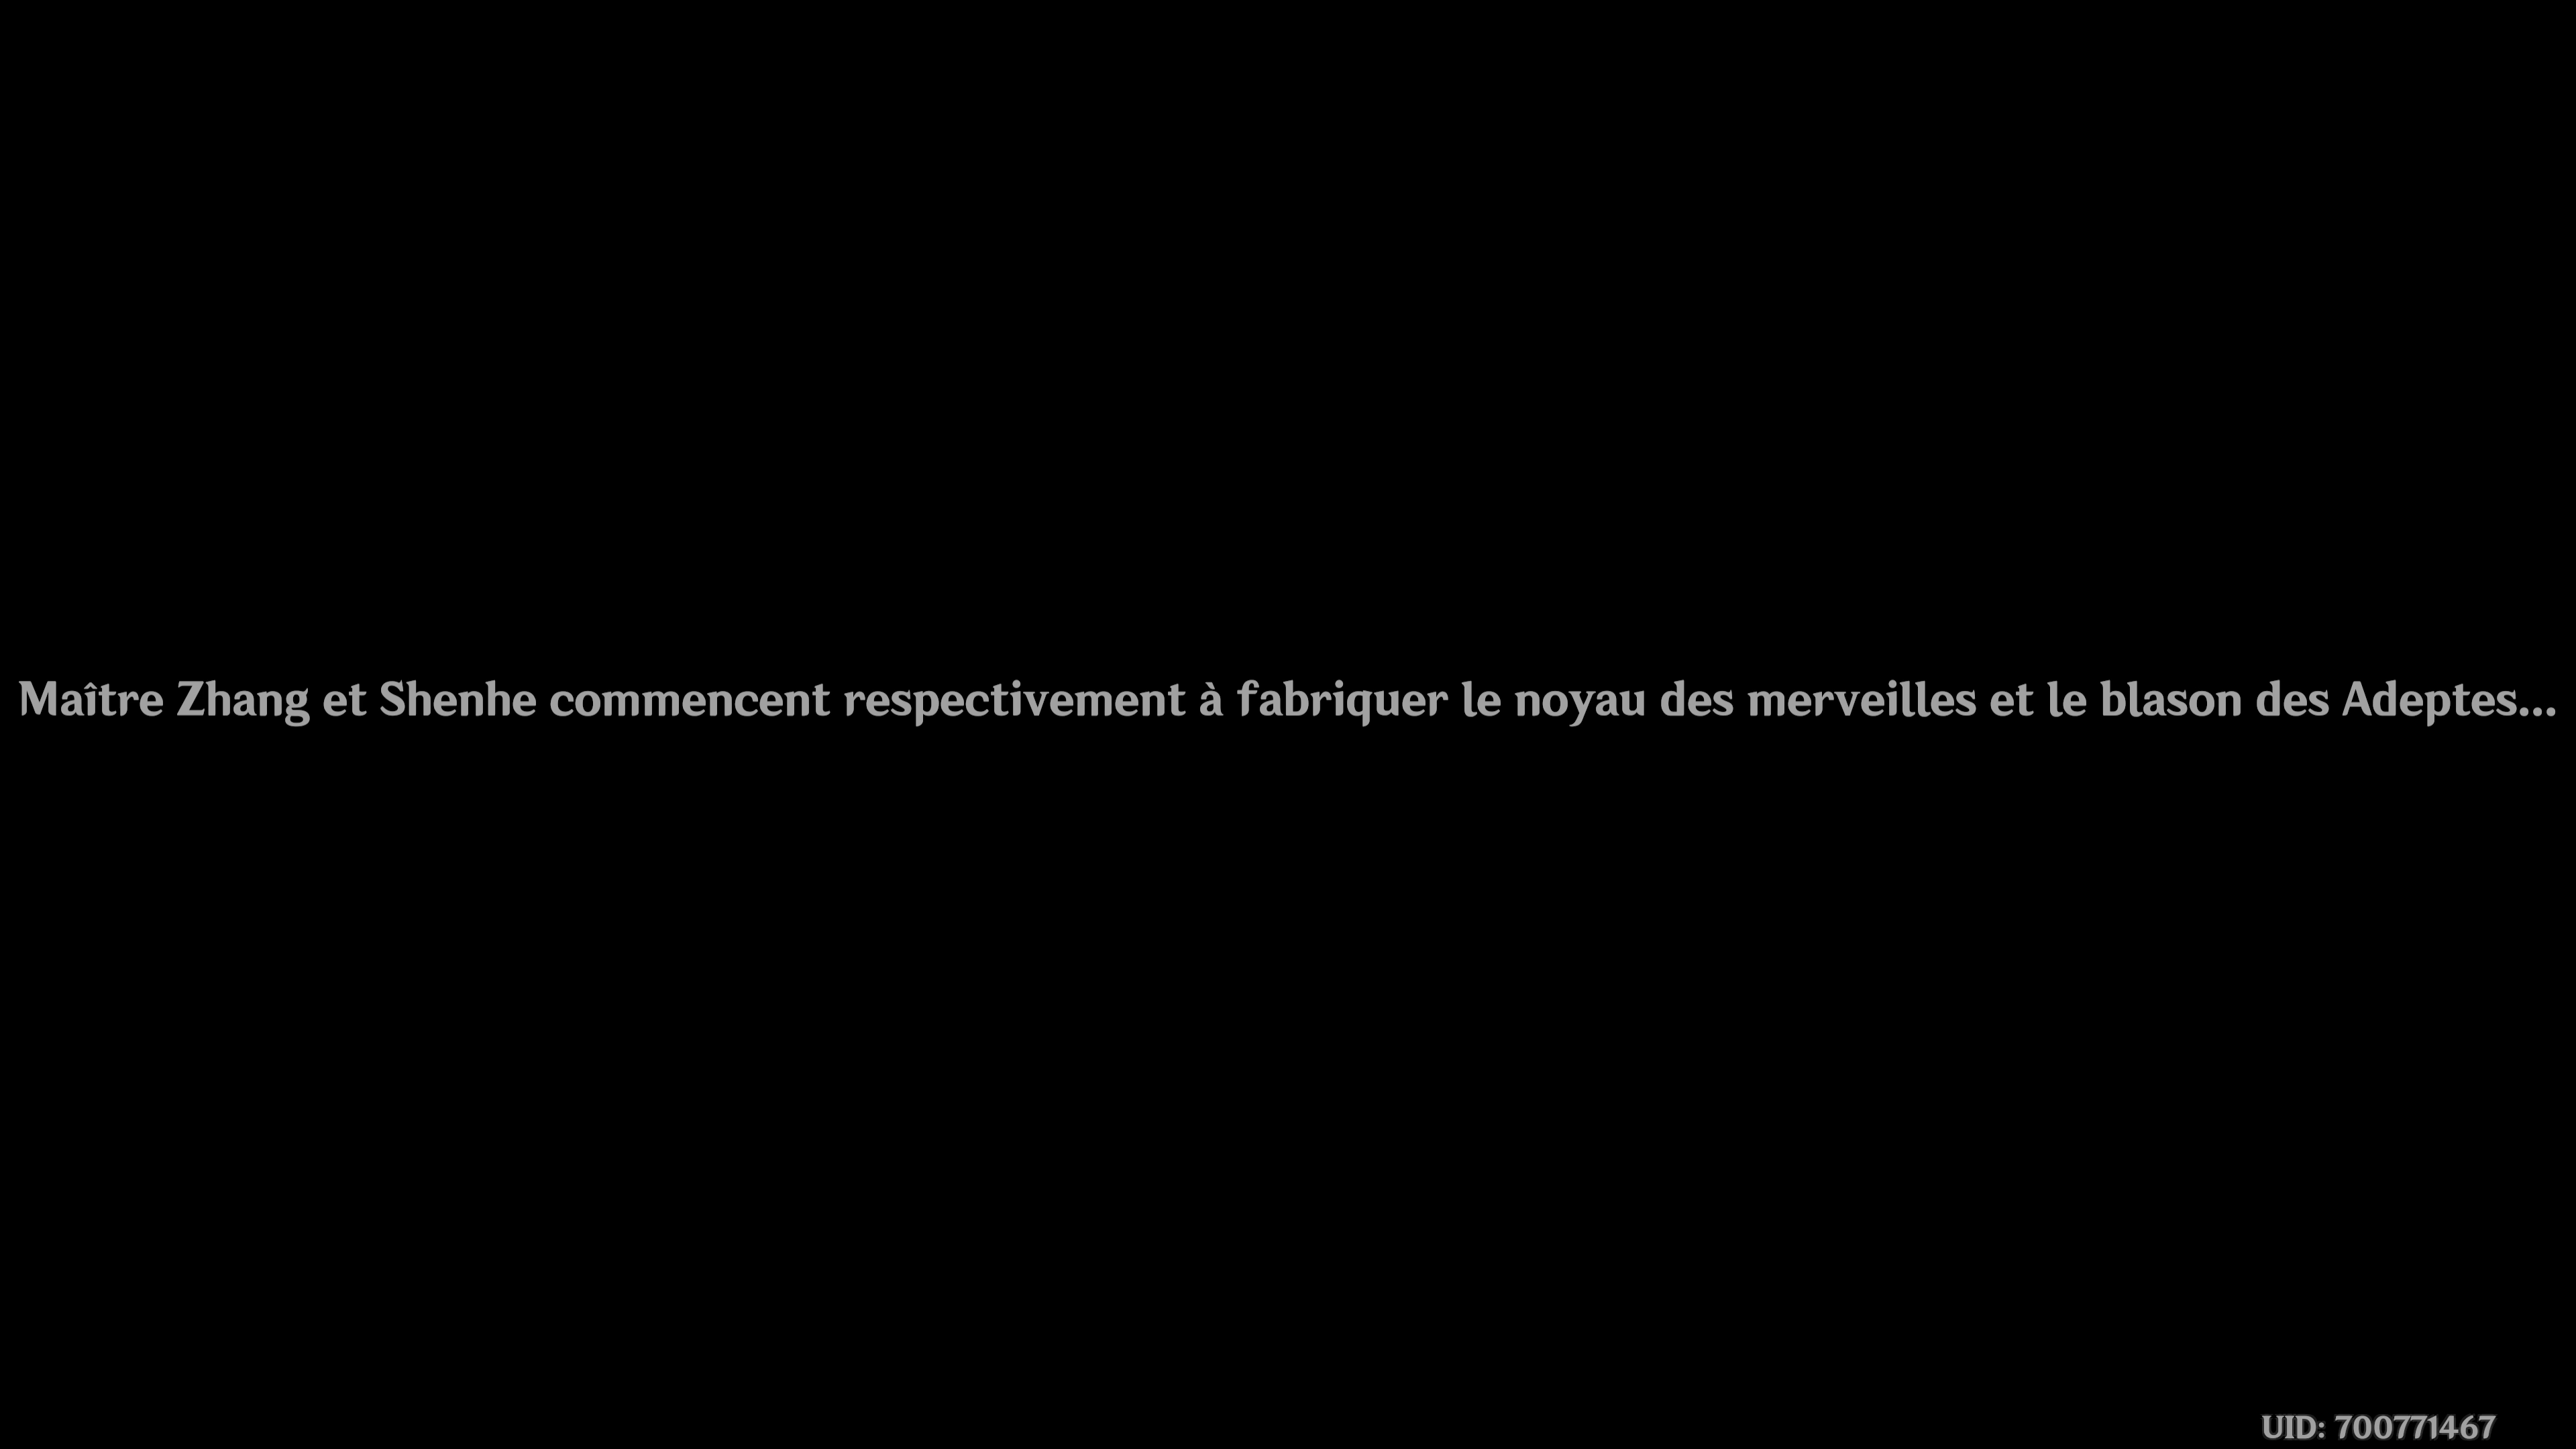 Maître Zhang et Shenhe commencent respectivement à fabriquer le noyau des merveilles et le blason des Adeptes...
UID: 700771467